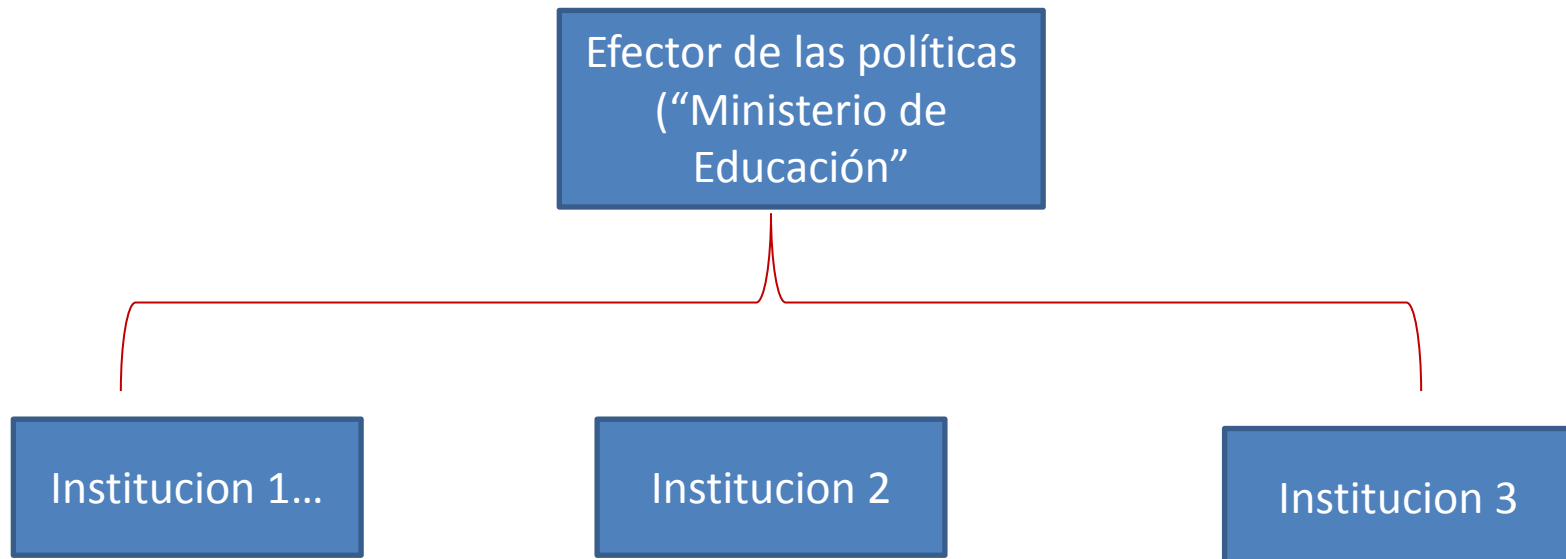 Efector de las políticas
(“Ministerio de
Educación”
Institucion 1…
Institucion 2
Institucion 3